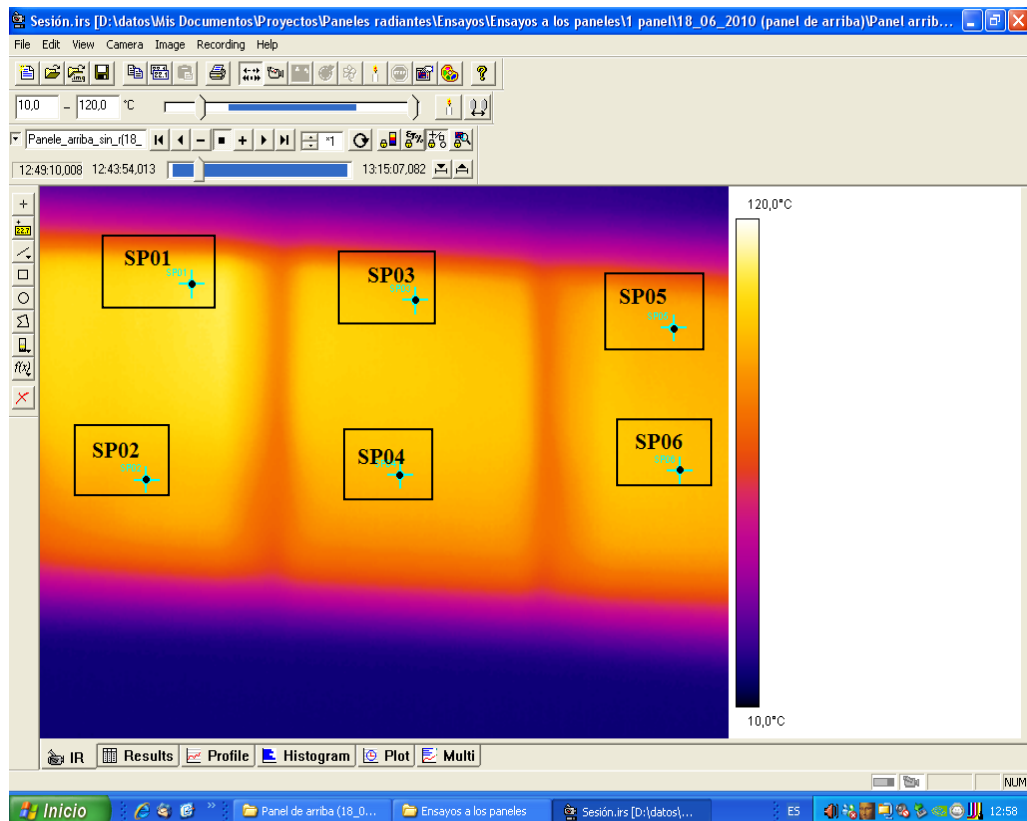 Sesión.irs [D:\datos\Mis Documentos\Proyectos\Paneles radiantes\Ensayos\Ensayos a los paneles\1 panel\18_06_2010 (panel de arriba)\Panel arrib...
File Edit View Camera Image Recording Help
10,0 – 120,0 °C
Panele_arriba_sin_r(18_
12:49:10,008 12:43:54,013 13:15:07,082
120,0°C
SP01
SP01
SP03
SP05
SP02
SP04
SP06
10,0°C
IR Results Profile Histogram Plot Multi
NUM
Inicio Panel de arriba (18_0... Ensayos a los paneles Sesión.irs [D:\datos\... ES 12:58